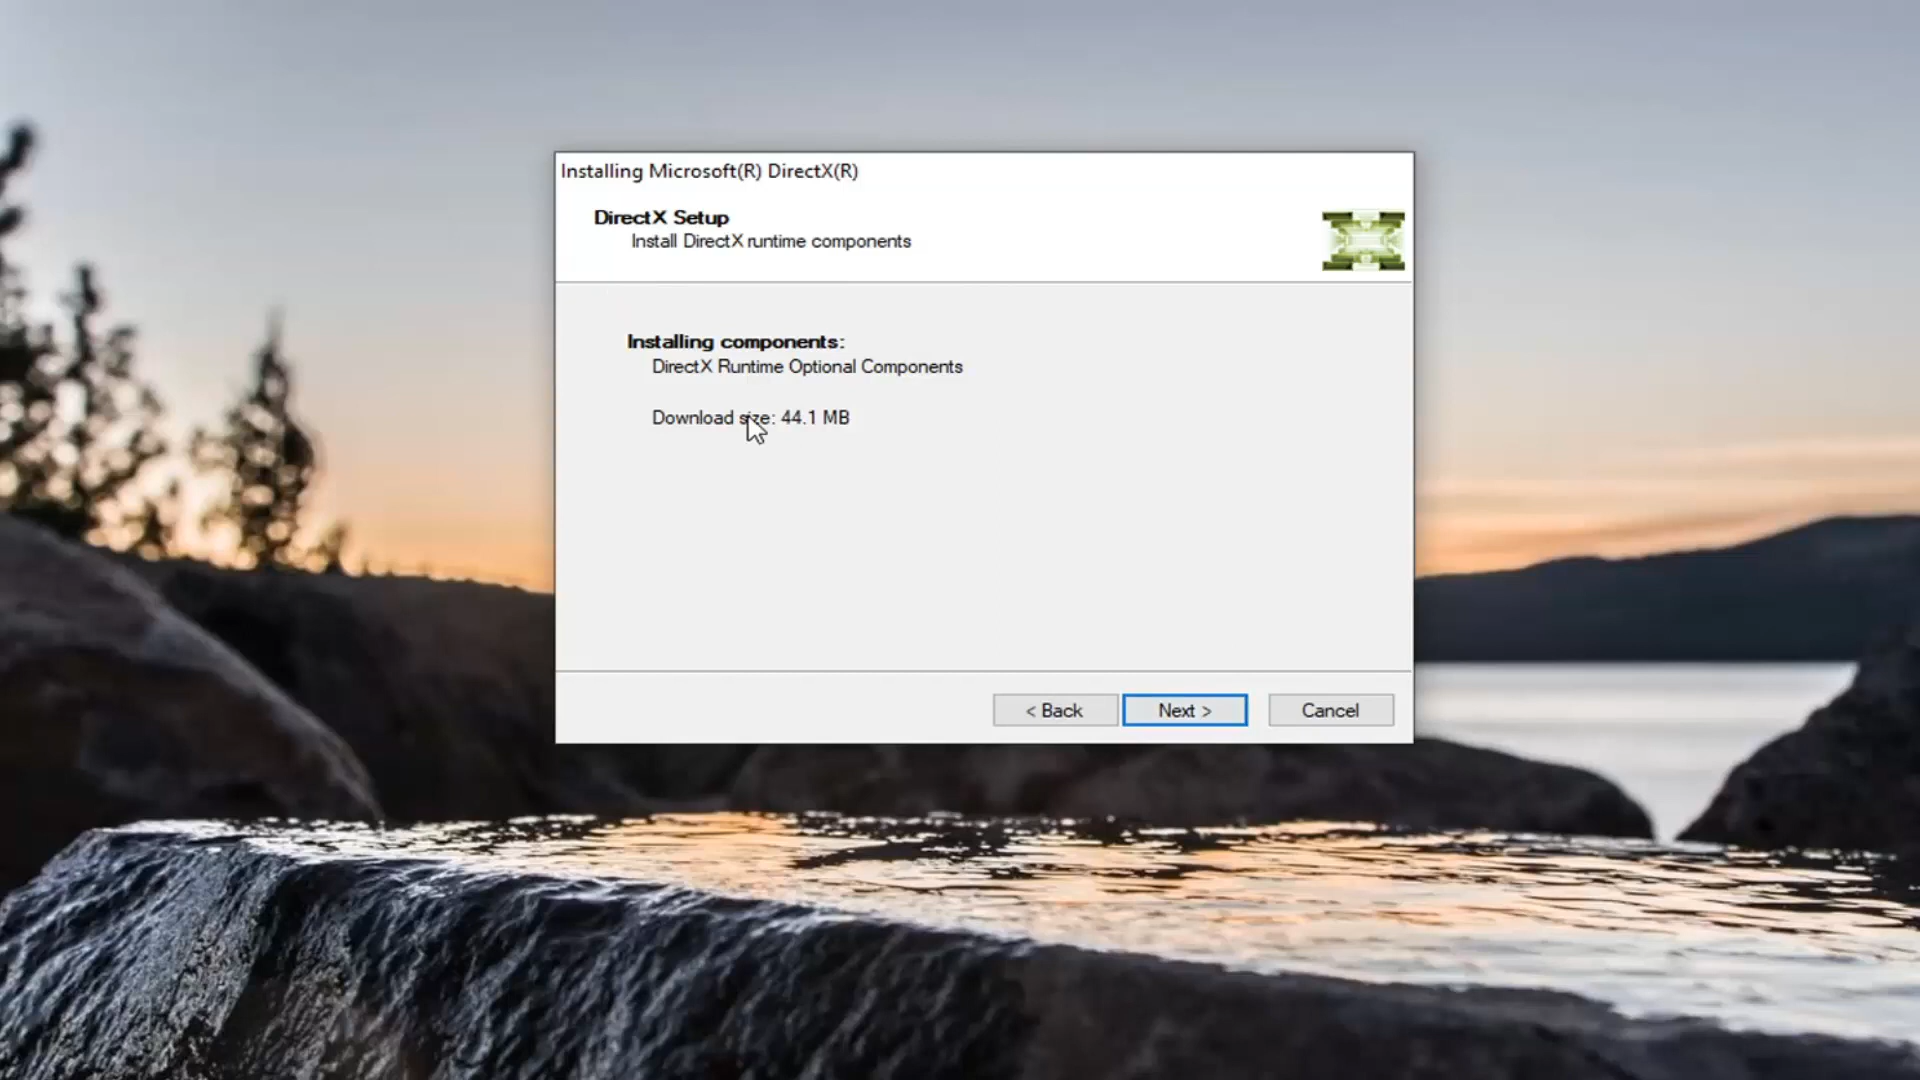 Installing Microsoft(R) DirectX(R)
DirectX Setup
Install DirectX runtime components
Installing components:
DirectX Runtime Optional Components
Download size: 44.1 MB
< Back
Next >
Cancel